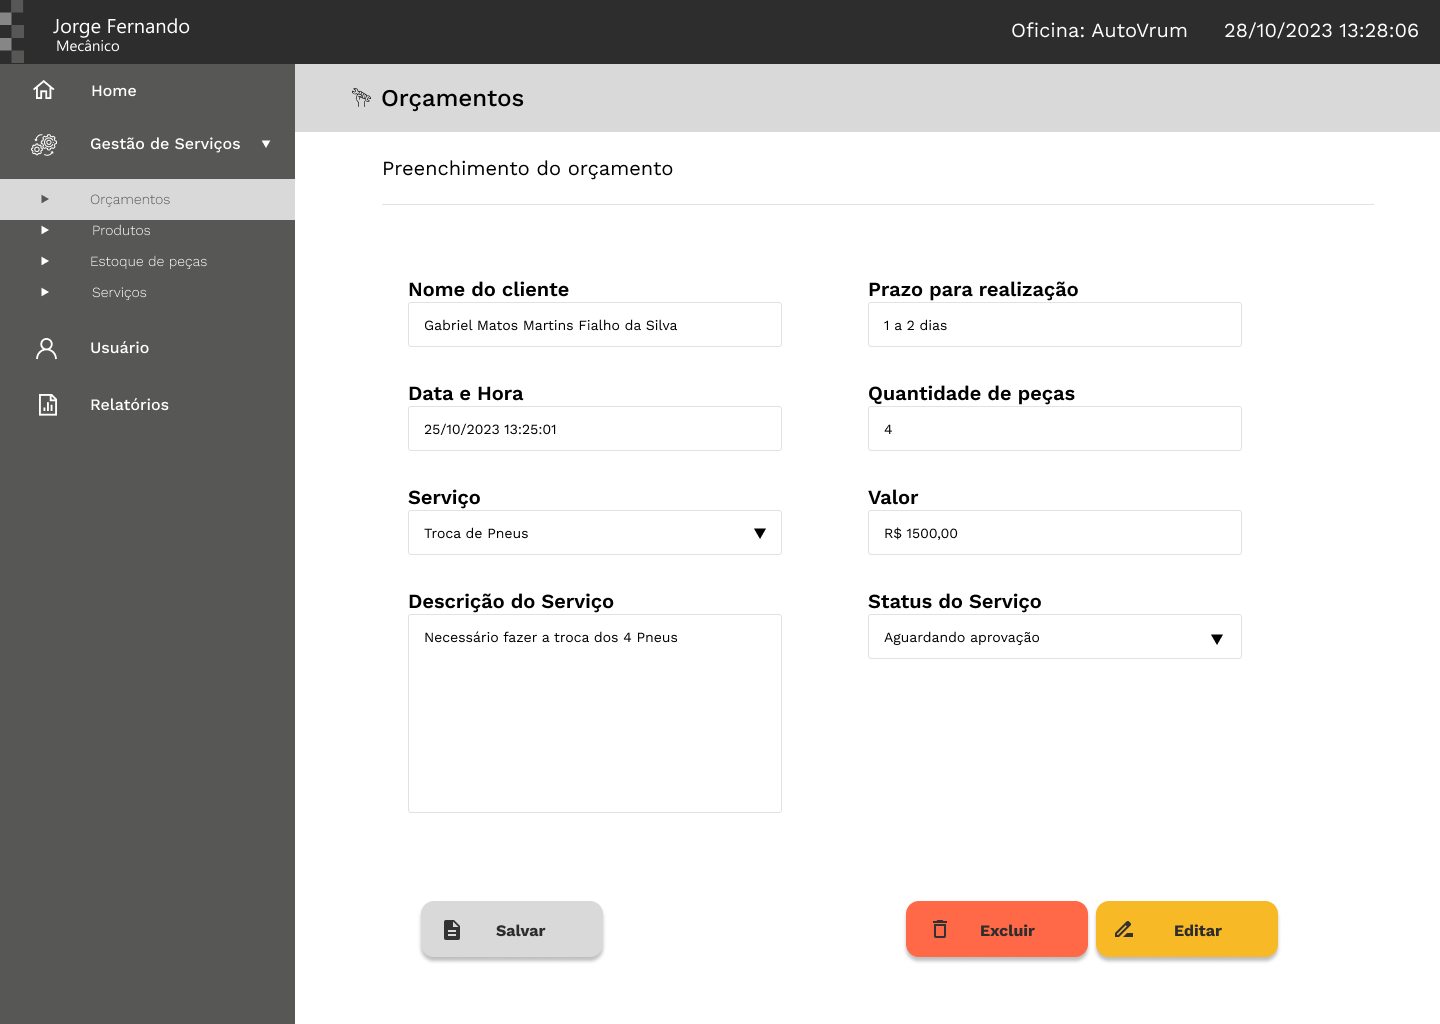 Jorge Fernando
Mecânico
Oficina: AutoVrum
28/10/2023 13:28:06
Home
Gestão de Serviços
Orçamentos
Produtos
Estoque de peças
Serviços
Usuário
Relatórios
Orçamentos
Preenchimento do orçamento
Nome do cliente
Gabriel Matos Martins Fialho da Silva
Prazo para realização
1 a 2 dias
Data e Hora
25/10/2023 13:25:01
Quantidade de peças
4
Serviço
Troca de Pneus
Valor
R$ 1500,00
Descrição do Serviço
Necessário fazer a troca dos 4 Pneus
Status do Serviço
Aguardando aprovação
Salvar
Excluir
Editar